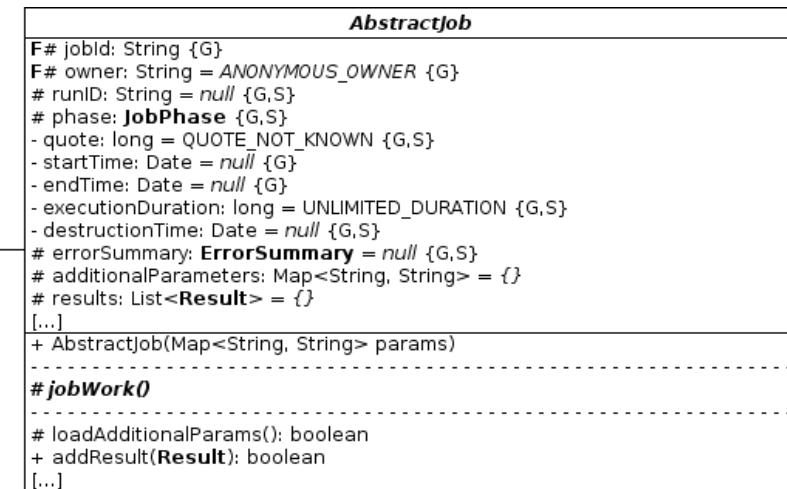 AbstractJob
F# jobId: String {G}
F# owner: String = ANONYMOUS_OWNER {G}
# runID: String = null {G,S}
# phase: JobPhase {G,S}
- quote: long = QUOTE_NOT_KNOWN {G,S}
- startTime: Date = null {G}
- endTime: Date = null {G}
- executionDuration: long = UNLIMITED_DURATION {G,S}
- destructionTime: Date = null {G,S}
# errorSummary: ErrorSummary = null {G,S}
# additionalParameters: Map<String, String> = {}
# results: List<Result> = {}
[...]
+ AbstractJob(Map<String, String> params)
# jobWork()
# loadAdditionalParams(): boolean
+ addResult(Result): boolean
[...]